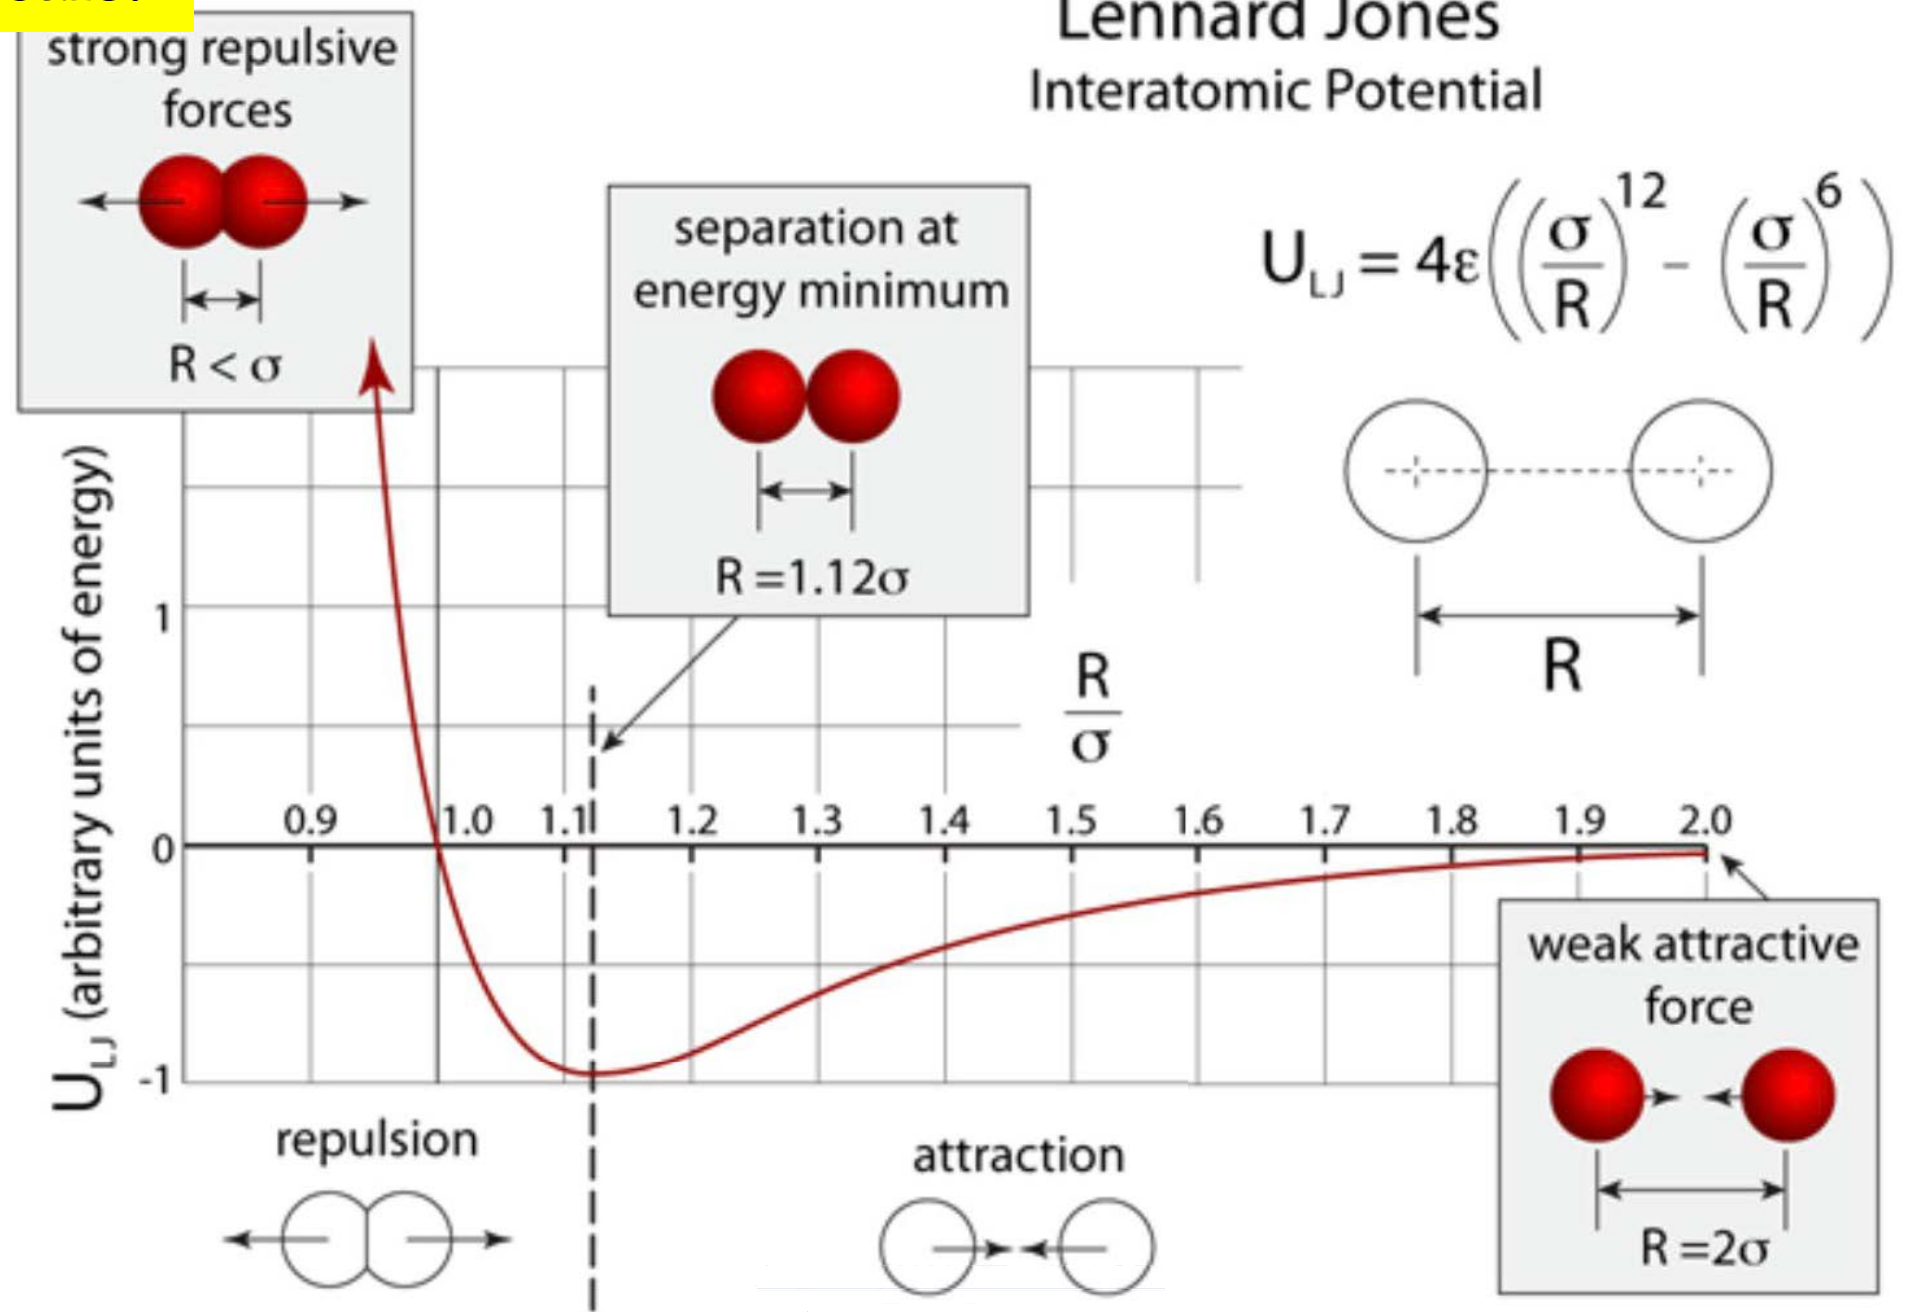 strong repulsive
forces
R < σ
Lennard Jones
Interatomic Potential
separation at
energy minimum
R =1.12σ
U_LJ = 4ε((σ/R)^12 - (σ/R)^6)
R
R/σ
U_LJ (arbitrary units of energy)
1
0
-1
0.9 1.0 1.1 1.2 1.3 1.4 1.5 1.6 1.7 1.8 1.9 2.0
weak attractive
force
R =2σ
repulsion
attraction